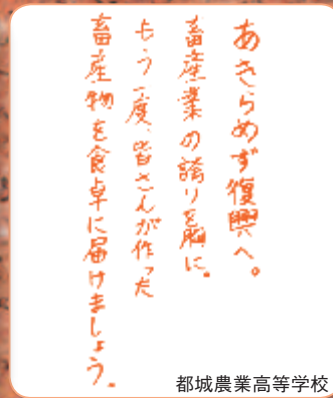 あきらめず復興へ。
畜産業の誇りを胸に。
もう一度、皆さんが作った
畜産物を食卓に届けましょう。
都城農業高等学校